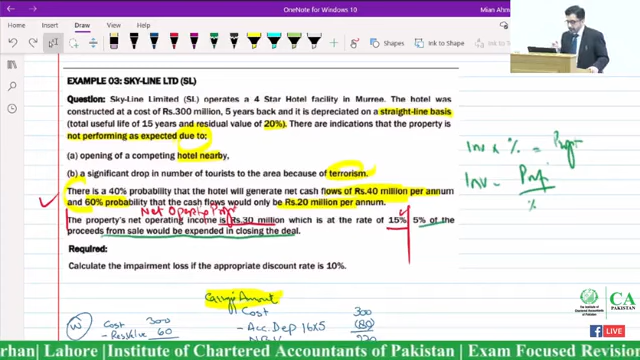 OneNote for Windows 10
Mian Ahm
Draw
View
Help
Ink to Shape
Ink to
EXAMPLE 03: SKY-LINE LTD (SL)
Question: Sky-Line Limited (SL) operates a 4 Star Hotel facility in Murree. The hotel was
constructed at a cost of Rs.300 million, 5 years back and it is depreciated on a straight-line basis
(total useful life of 15 years and residual value of 20%). There are indications that the property is
not performing as expected due to:
(a) opening of a competing hotel nearby,
(b) a significant drop in number of tourists to the area because of terrorism.
There is a 40% probability that the hotel will generate net cash flows of Rs.40 million per annum
and 60% probability that the cash flows would only be Rs.20 million per annum.
Net Operating Profit
The property's net operating income is Rs.30 million which is at the rate of 15% 5% of the
proceeds from sale would be expended in closing the deal.
Required:
Calculate the impairment loss if the appropriate discount rate is 10%.
Inv x % = Profit
Inv = Profit
%
Carrying Amount
W
Cost 300
- Res. Value 60
Cost 300
- Acc. Dep 16x5 (80)
NBV 220
rhan| Lahore |Institute of Chartered Accountants of Pakistan | Exam Focused Revision
CA
PAKISTAN
LIVE